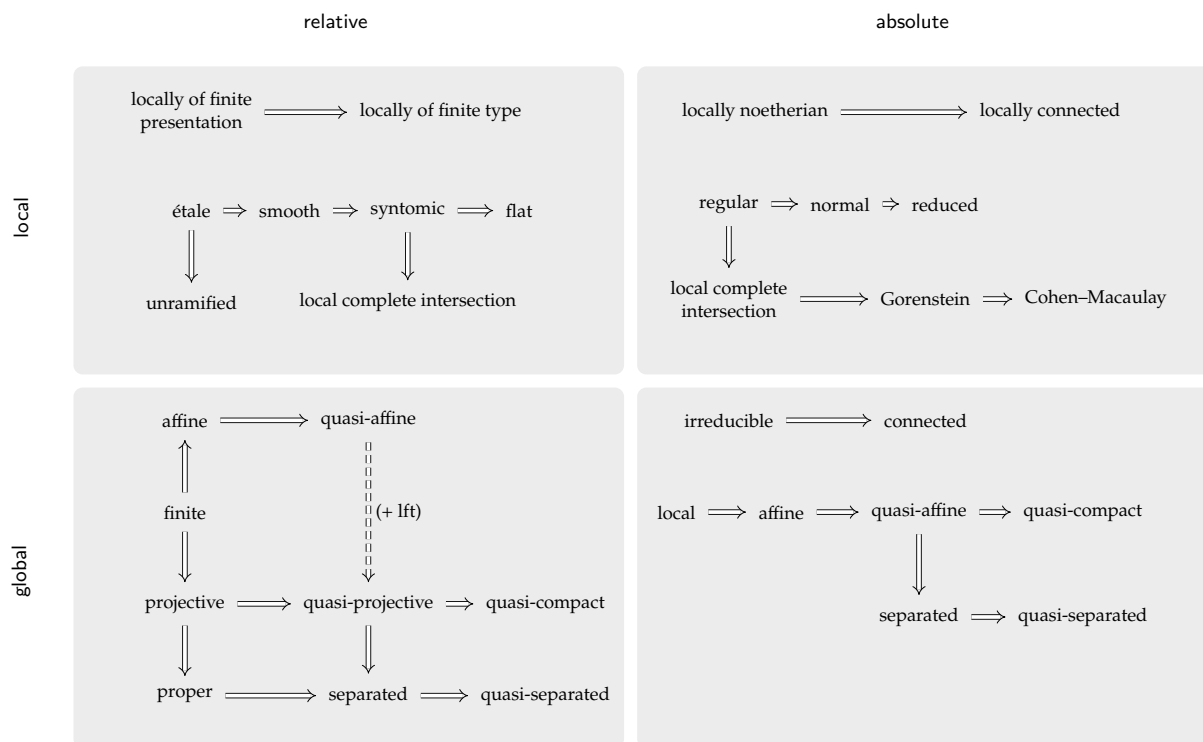 relative
absolute
local
locally of finite
presentation
locally of finite type
étale
smooth
syntomic
flat
unramified
local complete intersection
locally noetherian
locally connected
regular
normal
reduced
local complete
intersection
Gorenstein
Cohen–Macaulay
global
affine
quasi-affine
finite
(+ lft)
projective
quasi-projective
quasi-compact
proper
separated
quasi-separated
irreducible
connected
local
affine
quasi-affine
quasi-compact
separated
quasi-separated